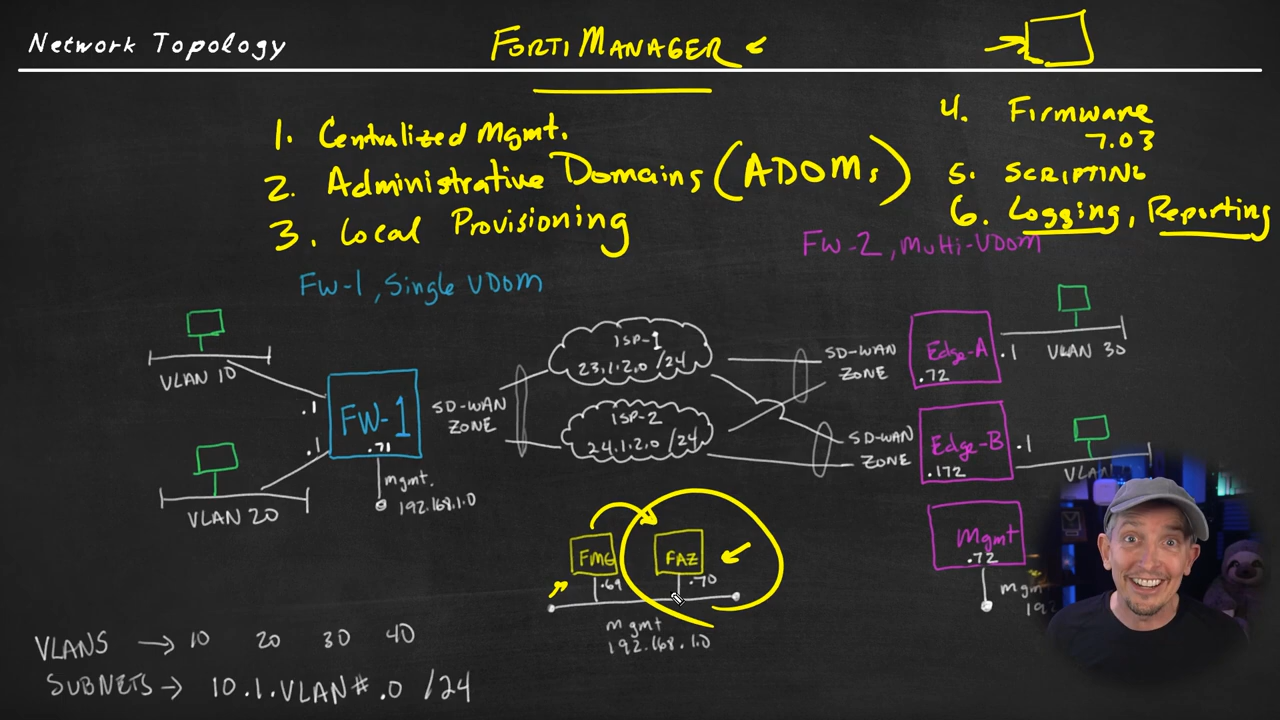 Network Topology
FORTIMANAGER
1. Centralized Mgmt.
2. Administrative Domains (ADOMs)
3. Local Provisioning
4. Firmware
7.03
5. SCRIPTING
6. Logging, Reporting
FW-1, Single VDOM
FW-2, Multi-VDOM
VLAN 10
.1
FW-1
.71
.1
VLAN 20
mgmt.
192.168.1.0
SD-WAN
ZONE
ISP-1
23.1.2.0 /24
ISP-2
24.1.2.0 /24
SD-WAN
ZONE
SD-WAN
ZONE
Edge-A
.72
.1
VLAN 30
Edge-B
.172
.1
VLA
Mgmt
.72
mgm
192
FMG
.69
FAZ
.70
mgmt
192.168.1.0
VLANS → 10 20 30 40
SUBNETS → 10.1.VLAN#.0 /24